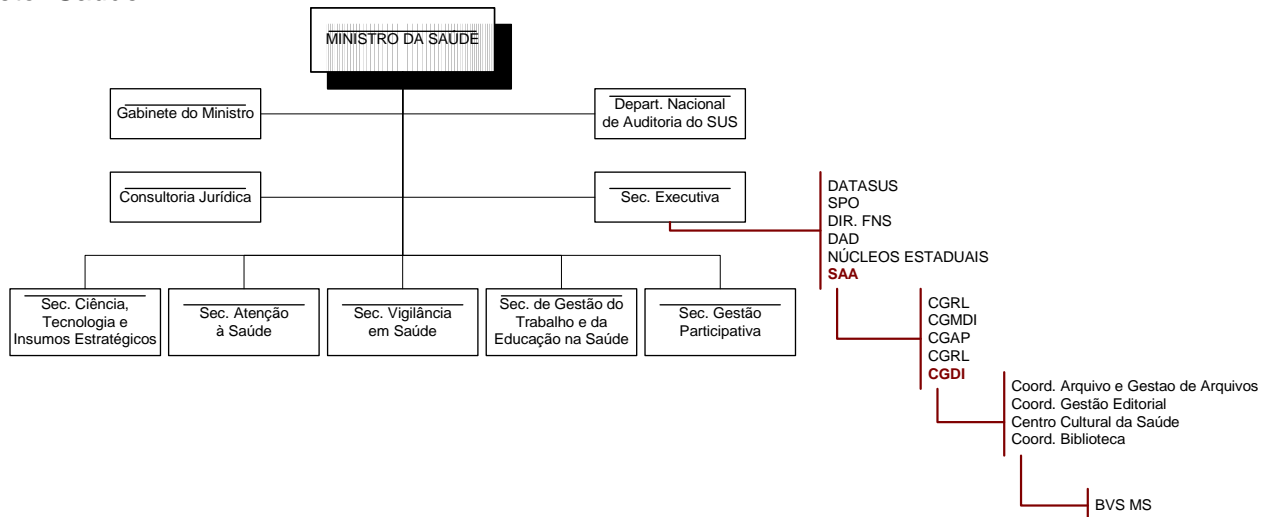 MINISTRO DA SAÚDE
Gabinete do Ministro
Depart. Nacional
de Auditoria do SUS
Consultoria Jurídica
Sec. Executiva
DATASUS
SPO
DIR. FNS
DAD
NÚCLEOS ESTADUAIS
SAA
Sec. Ciência,
Tecnologia e
Insumos Estratégicos
Sec. Atenção
à Saúde
Sec. Vigilância
em Saúde
Sec. de Gestão do
Trabalho e da
Educação na Saúde
Sec. Gestão
Participativa
CGRL
CGMDI
CGAP
CGRL
CGDI
Coord. Arquivo e Gestao de Arquivos
Coord. Gestão Editorial
Centro Cultural da Saúde
Coord. Biblioteca
BVS MS